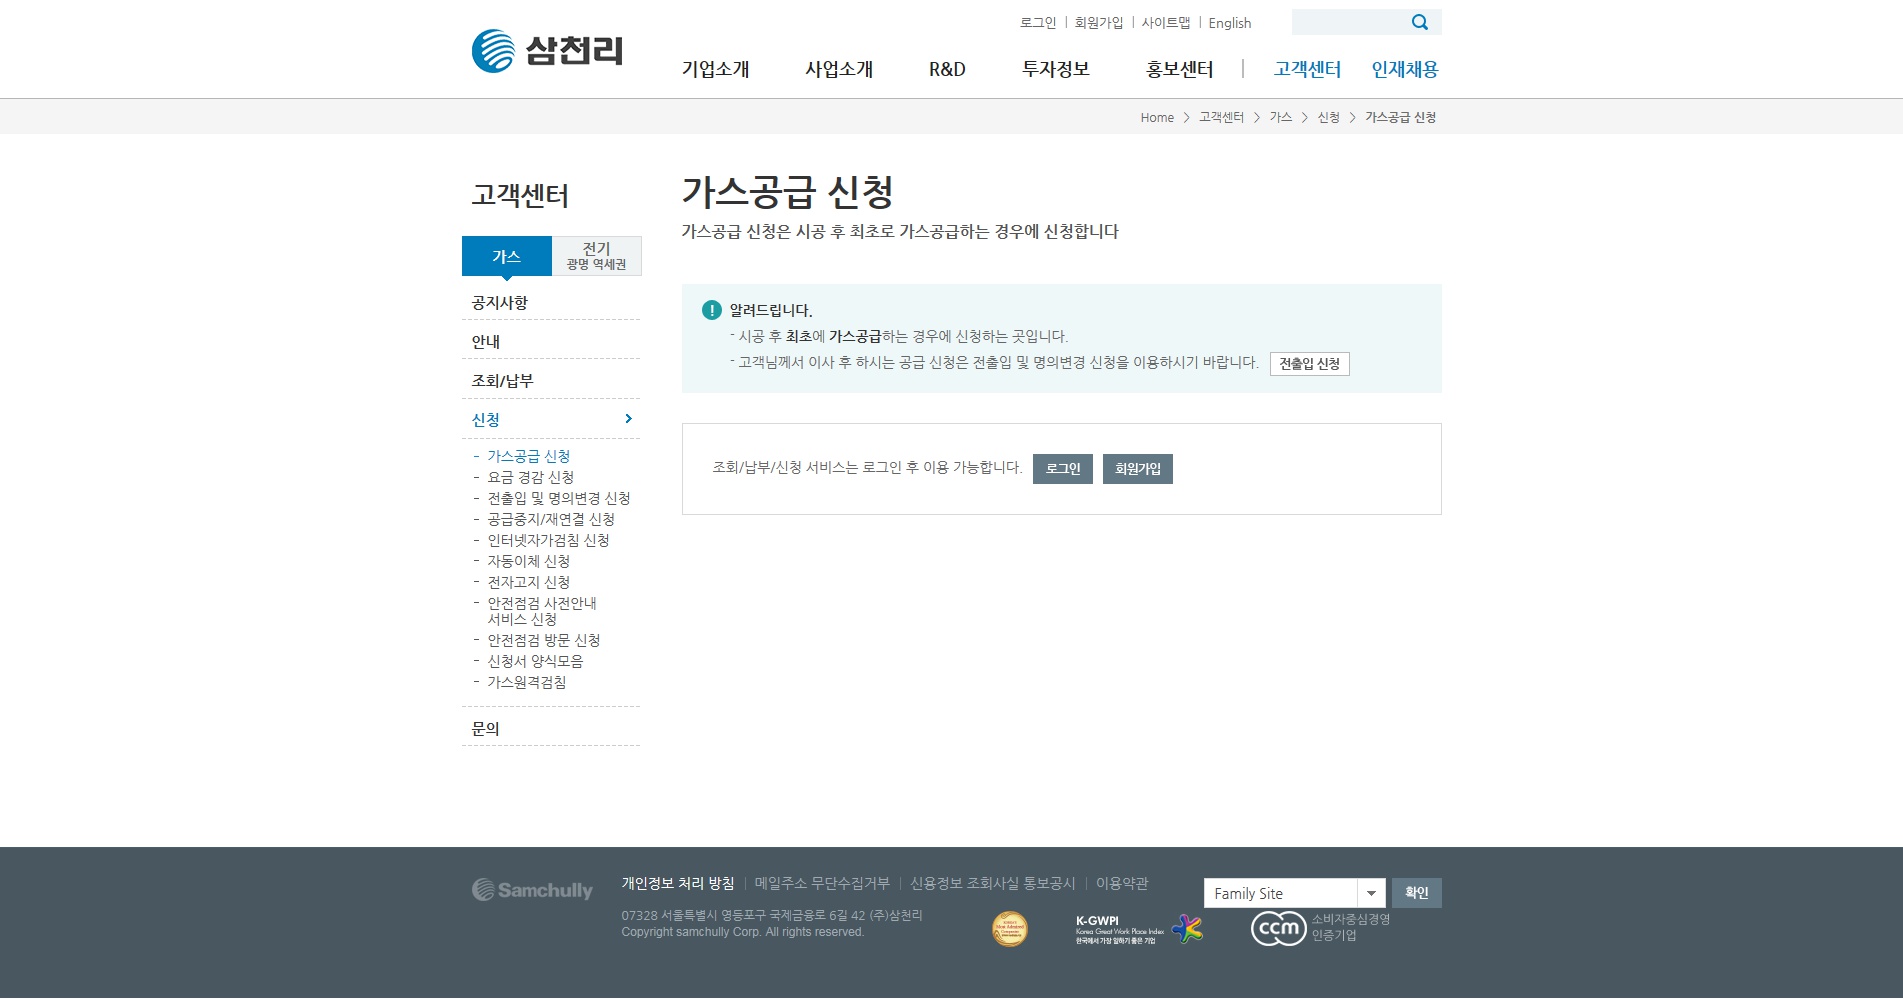 로그인 | 회원가입 | 사이트맵 | English
삼천리
기업소개 사업소개 R&D 투자정보 홍보센터 | 고객센터 인재채용
Home > 고객센터 > 가스 > 신청 > 가스공급 신청
고객센터
가스
전기
광명 역세권
공지사항
안내
조회/납부
신청
- 가스공급 신청
- 요금 경감 신청
- 전출입 및 명의변경 신청
- 공급중지/재연결 신청
- 인터넷자가검침 신청
- 자동이체 신청
- 전자고지 신청
- 안전점검 사전안내
서비스 신청
- 안전점검 방문 신청
- 신청서 양식모음
- 가스원격검침
문의
가스공급 신청
가스공급 신청은 시공 후 최초로 가스공급하는 경우에 신청합니다
! 알려드립니다.
- 시공 후 최초에 가스공급하는 경우에 신청하는 곳입니다.
- 고객님께서 이사 후 하시는 공급 신청은 전출입 및 명의변경 신청을 이용하시기 바랍니다. 전출입 신청
조회/납부/신청 서비스는 로그인 후 이용 가능합니다. 로그인 회원가입
Samchully
개인정보 처리 방침 | 메일주소 무단수집거부 | 신용정보 조회사실 통보공시 | 이용약관
Family Site 확인
07328 서울특별시 영등포구 국제금융로 6길 42 (주)삼천리
Copyright samchully Corp. All rights reserved.
K-GWPI
Korea Great Work Place Index
한국에서 가장 일하기 좋은 기업
ccm
소비자중심경영
인증기업